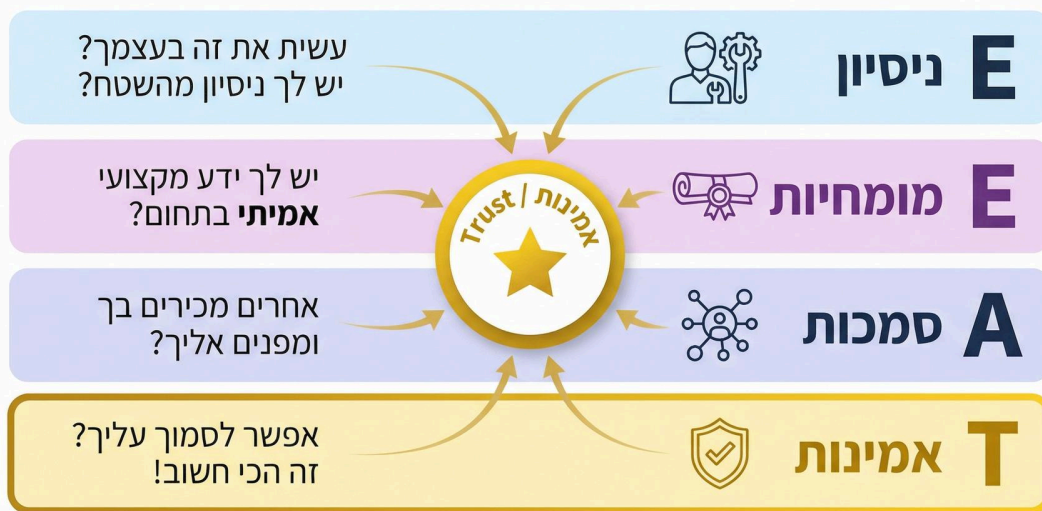 E ניסיון
עשית את זה בעצמך?
יש לך ניסיון מהשטח?
E מומחיות
יש לך ידע מקצועי
אמיתי בתחום?
אמינות / Trust
A סמכות
אחרים מכירים בך
ומפנים אליך?
T אמינות
אפשר לסמוך עליך?
זה הכי חשוב!